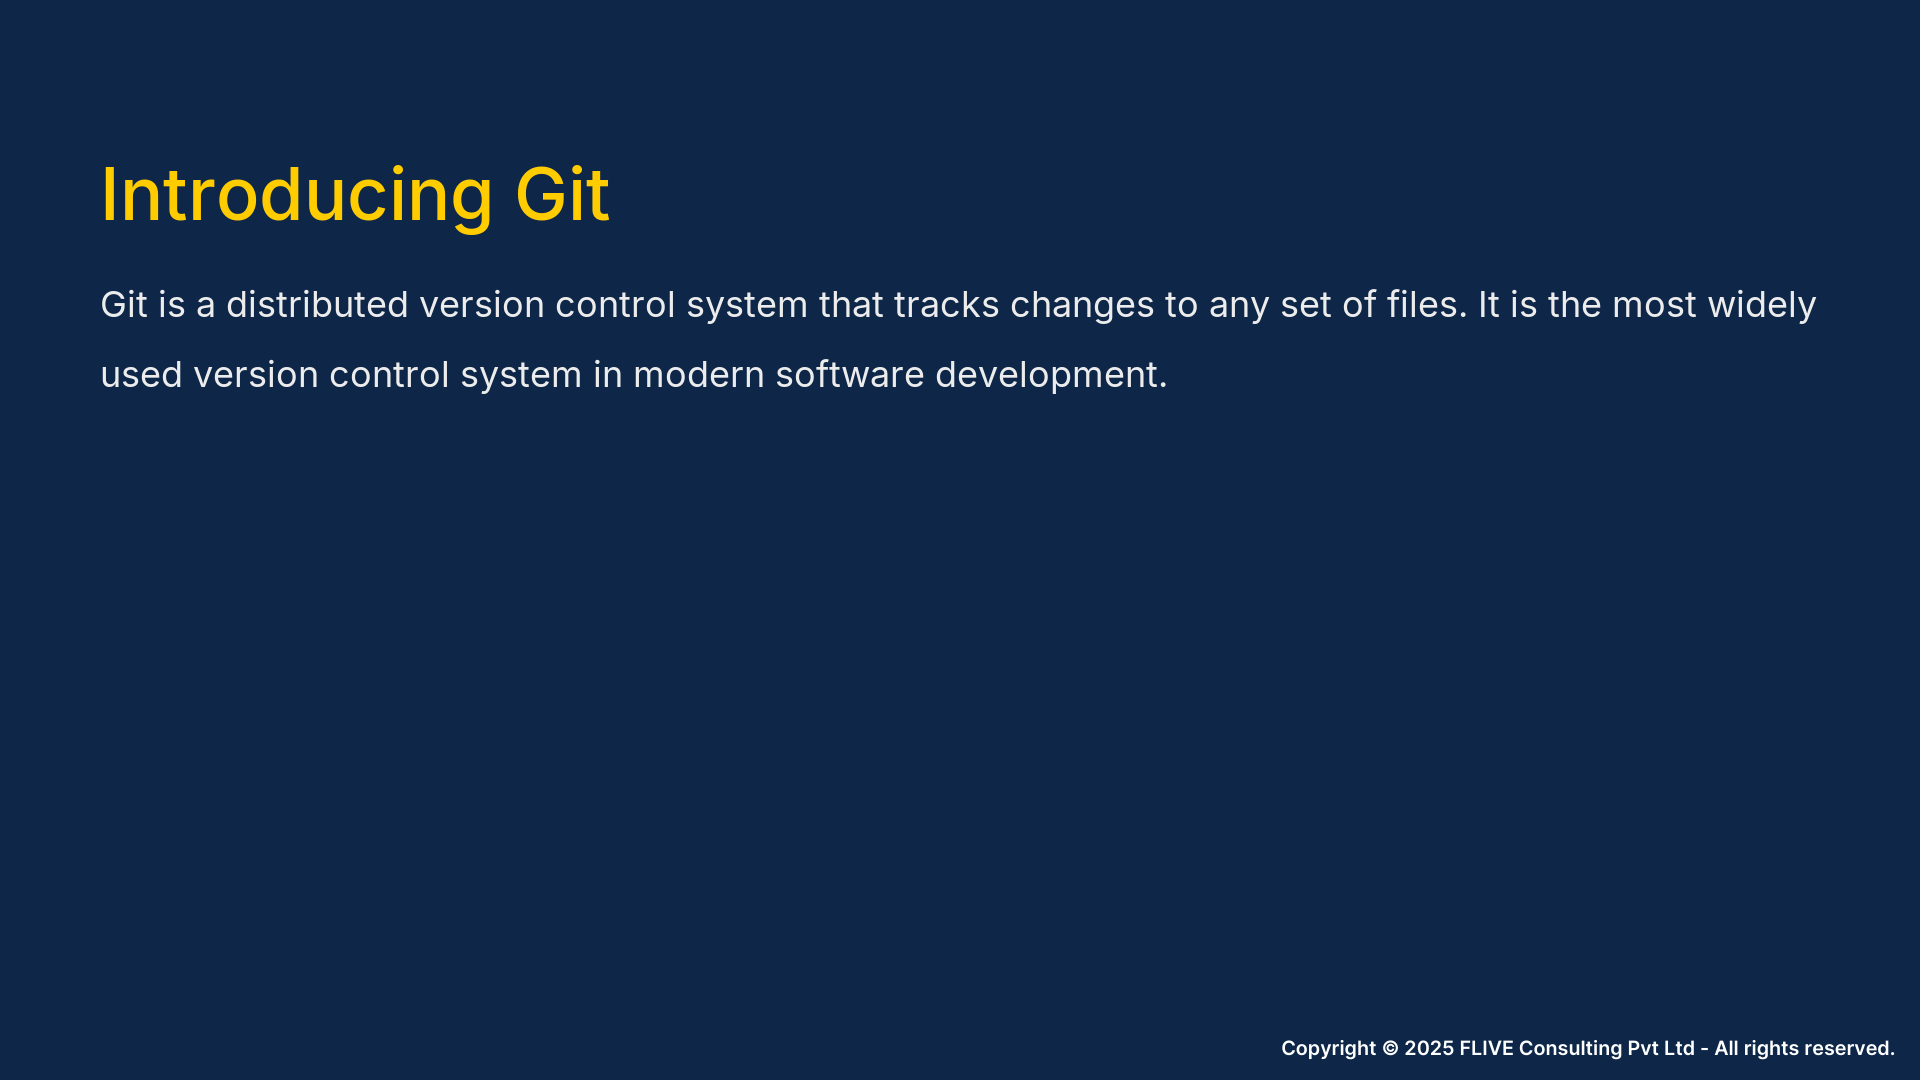 Introducing Git
Git is a distributed version control system that tracks changes to any set of files. It is the most widely
used version control system in modern software development.
Copyright © 2025 FLIVE Consulting Pvt Ltd - All rights reserved.